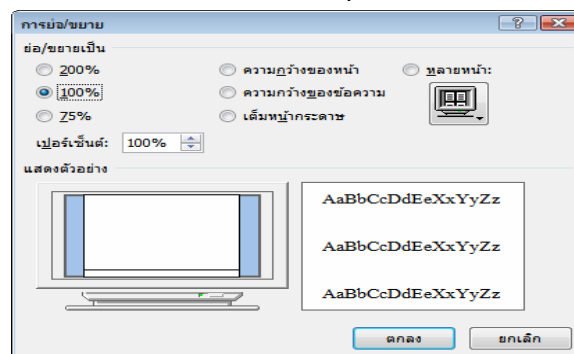 การย่อ/ขยาย
ย่อ/ขยายเป็น
200% ความกว้างของหน้า หลายหน้า:
100% ความกว้างของข้อความ
75% เต็มหน้ากระดาษ
เปอร์เซ็นต์: 100%
แสดงตัวอย่าง
AaBbCcDdEeXxYyZz
AaBbCcDdEeXxYyZz
AaBbCcDdEeXxYyZz
ตกลง ยกเลิก